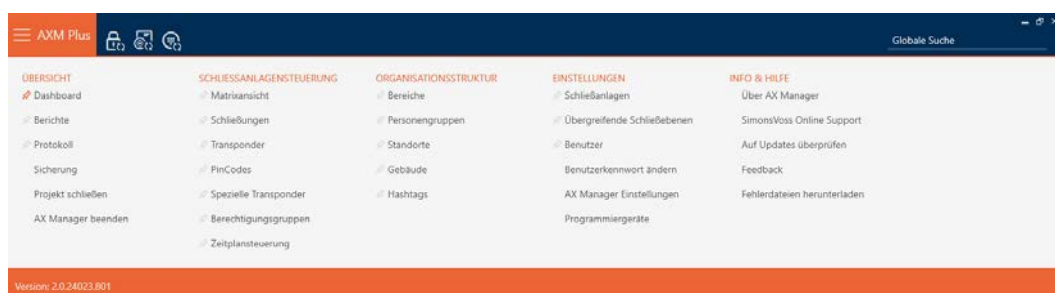 AXM Plus
Globale Suche
ÜBERSICHT
Dashboard
Berichte
Protokoll
Sicherung
Projekt schließen
AX Manager beenden
SCHLIESSANLAGENSTEUERUNG
Matrixansicht
Schließungen
Transponder
PinCodes
Spezielle Transponder
Berechtigungsgruppen
Zeitplansteuerung
ORGANISATIONSSTRUKTUR
Bereiche
Personengruppen
Standorte
Gebäude
Hashtags
EINSTELLUNGEN
Schließanlagen
Übergreifende Schließebenen
Benutzer
Benutzerkennwort ändern
AX Manager Einstellungen
Programmiergeräte
INFO & HILFE
Über AX Manager
SimonsVoss Online Support
Auf Updates überprüfen
Feedback
Fehlerdateien herunterladen
Version: 2.0.24023.801